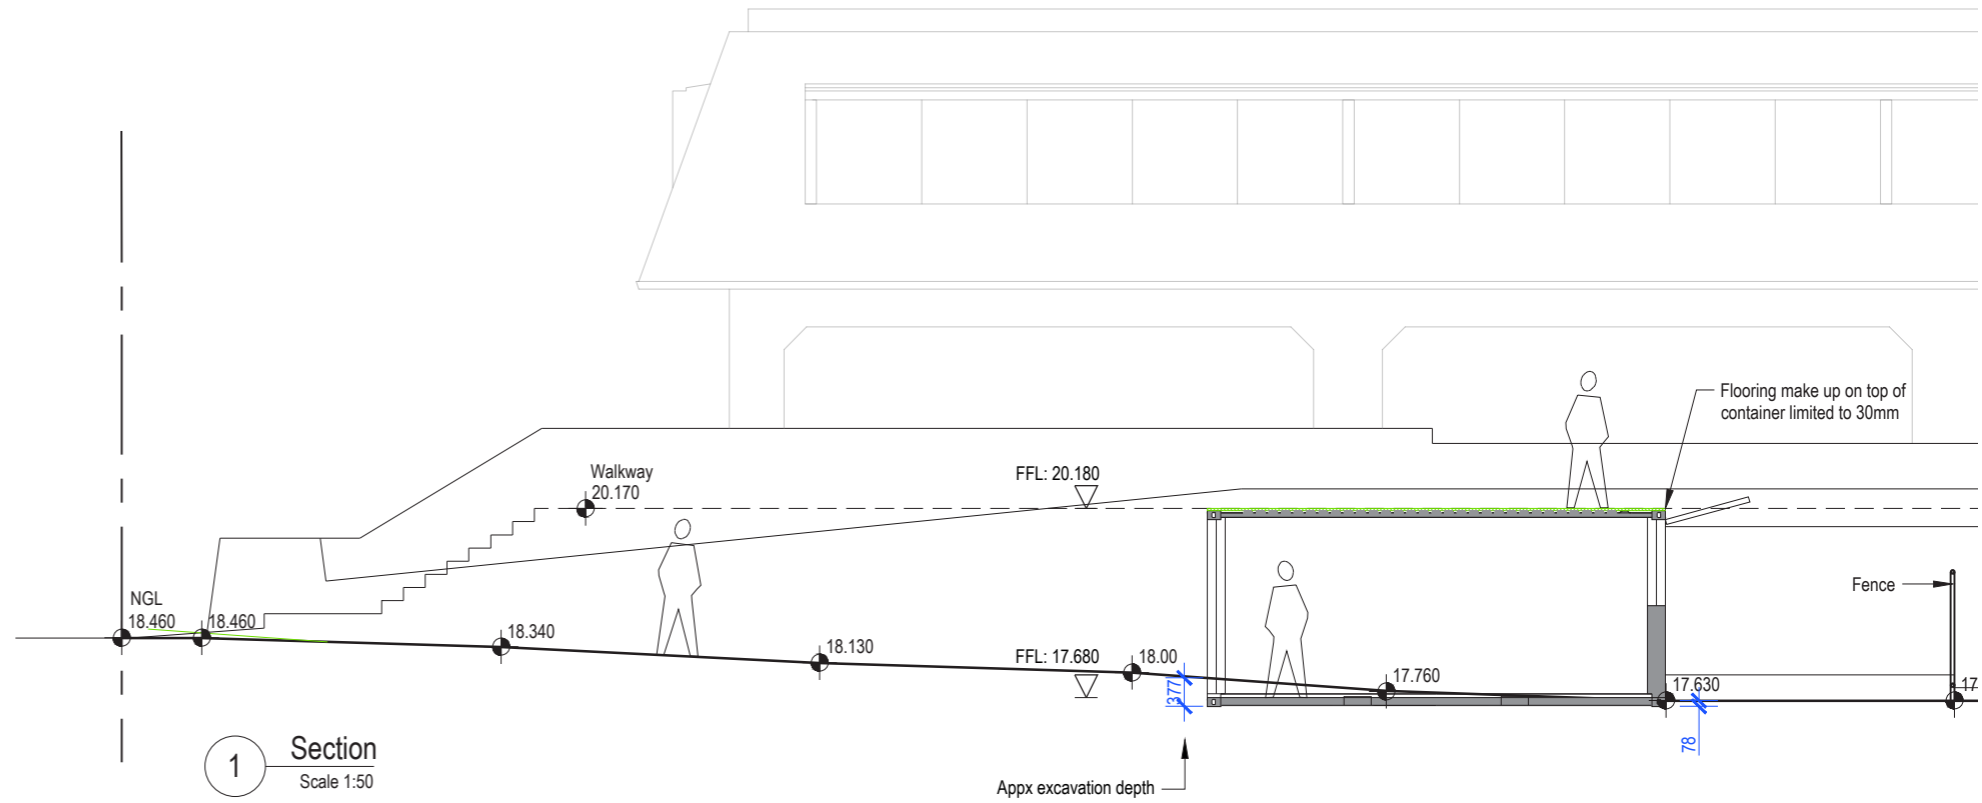 Flooring make up on top of
container limited to 30mm
Walkway
20.170
FFL: 20.180
Fence
NGL
18.460
18.460
18.340
18.130
FFL: 17.680
18.00
377
17.760
17.630
17
78
1
Section
Scale 1:50
Appx excavation depth